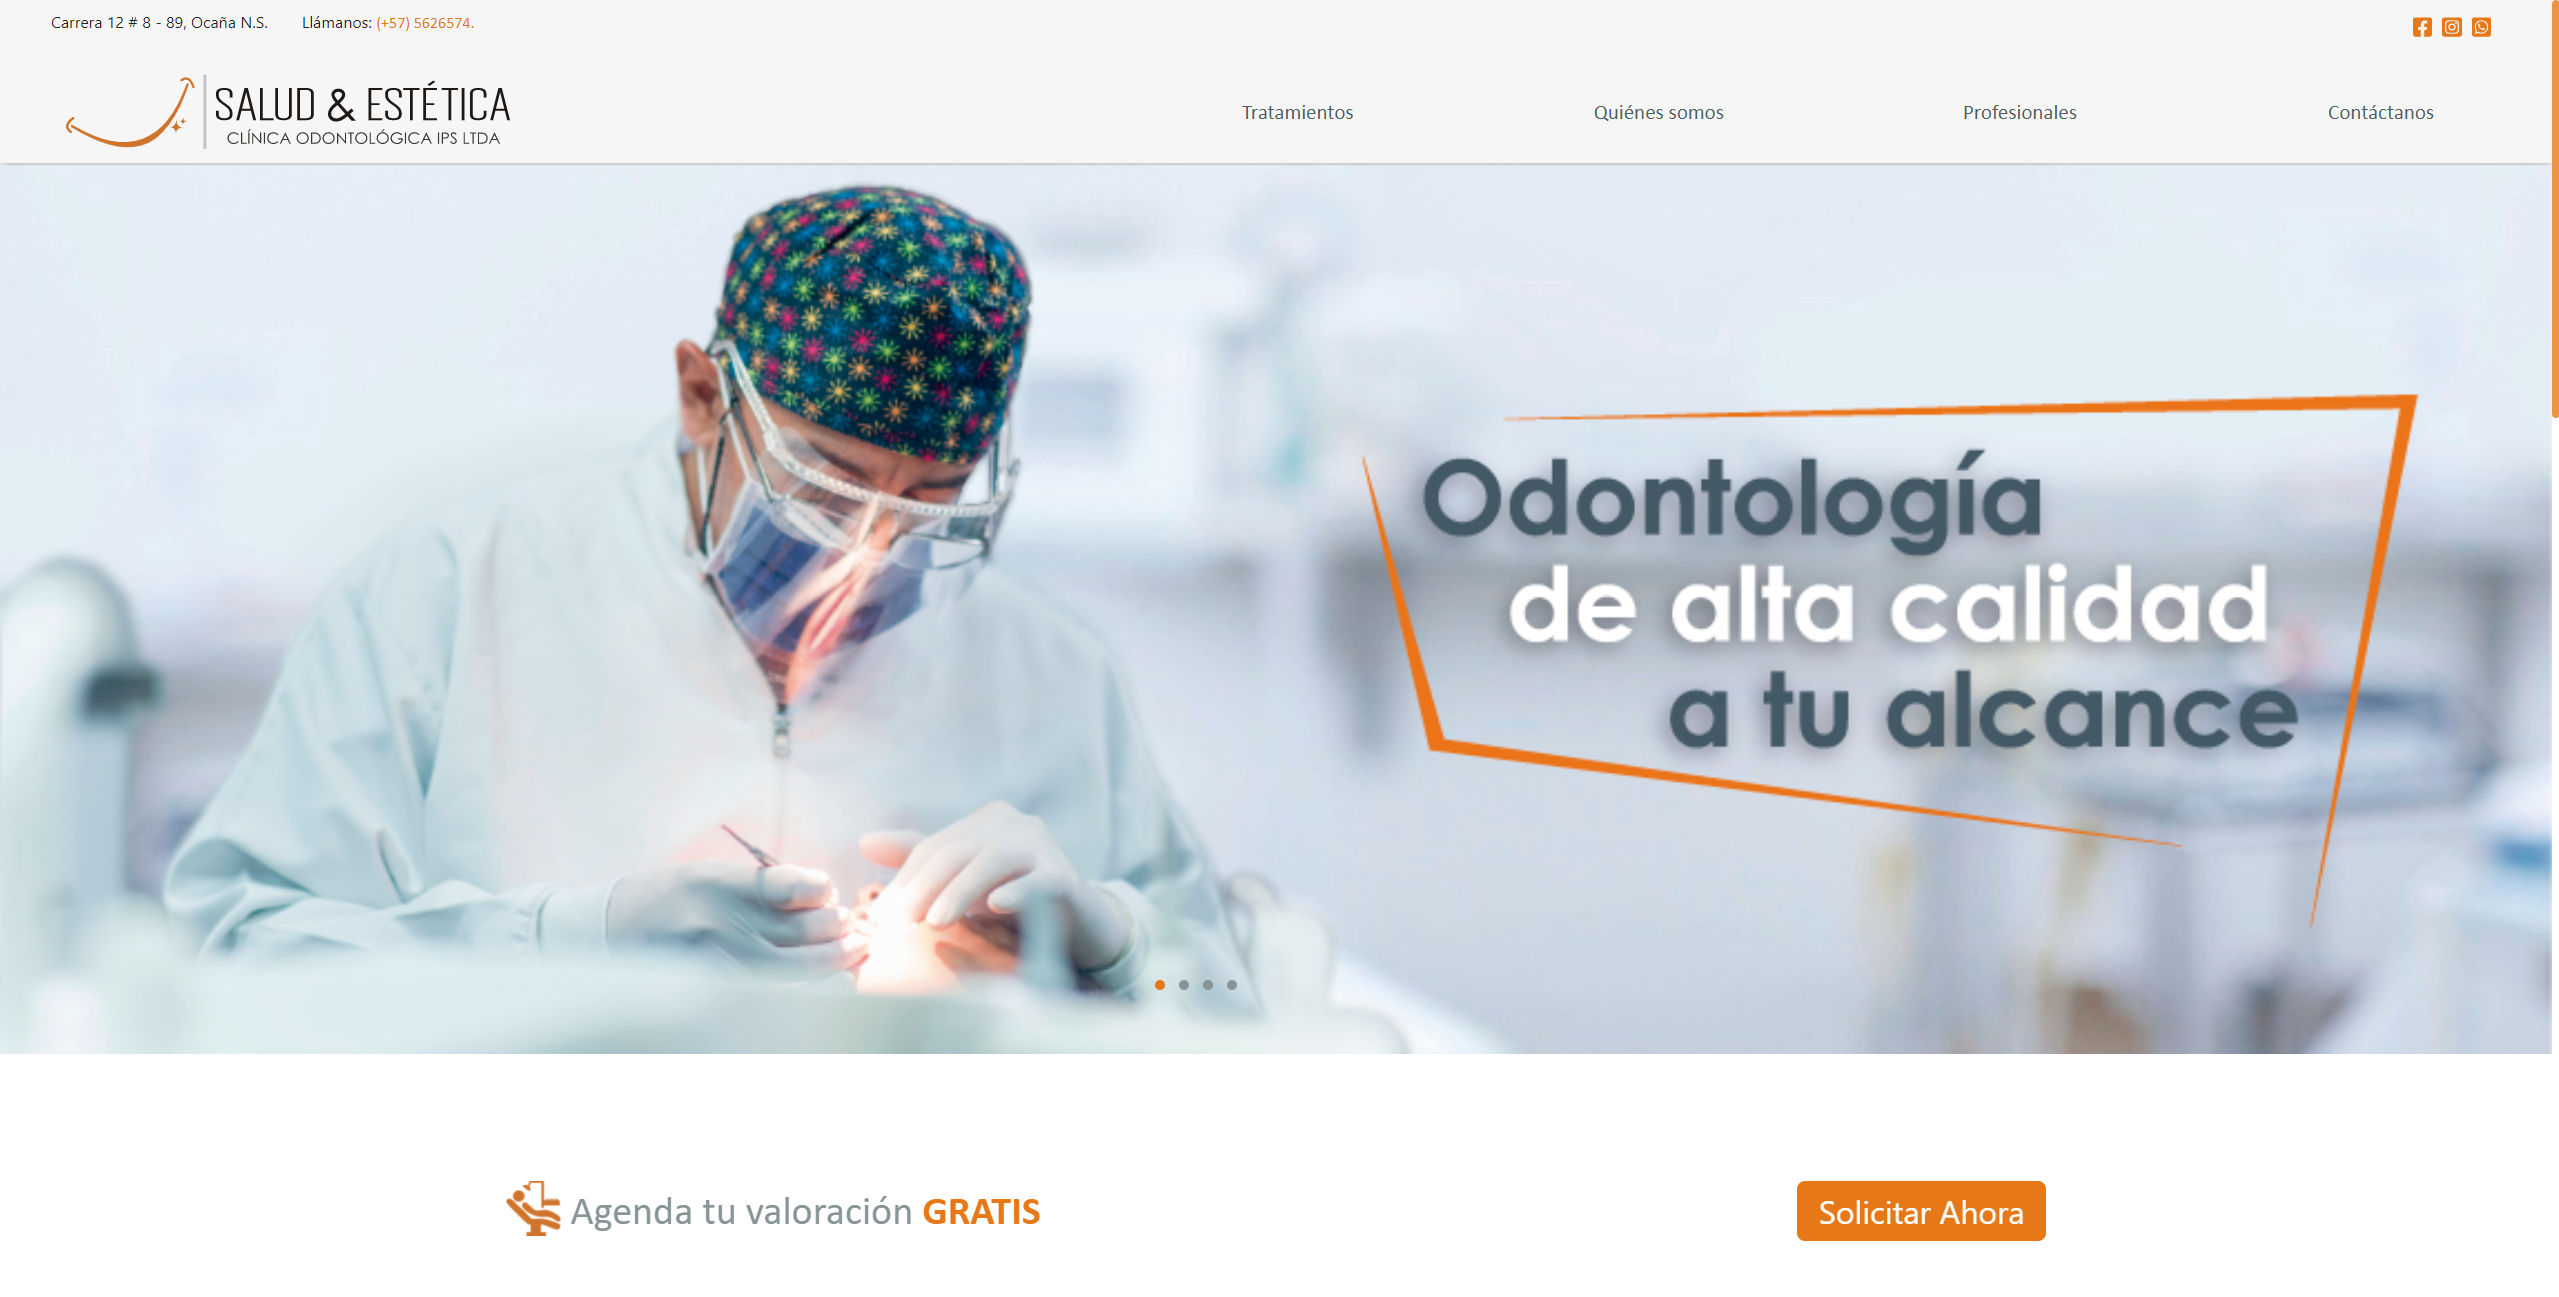 Carrera 12 # 8 - 89, Ocaña N.S. Llámanos: (+57) 5626574.
SALUD & ESTÉTICA
CLÍNICA ODONTOLÓGICA IPS LTDA
Tratamientos Quiénes somos Profesionales Contáctanos
Odontología
de alta calidad
a tu alcance
Agenda tu valoración GRATIS
Solicitar Ahora